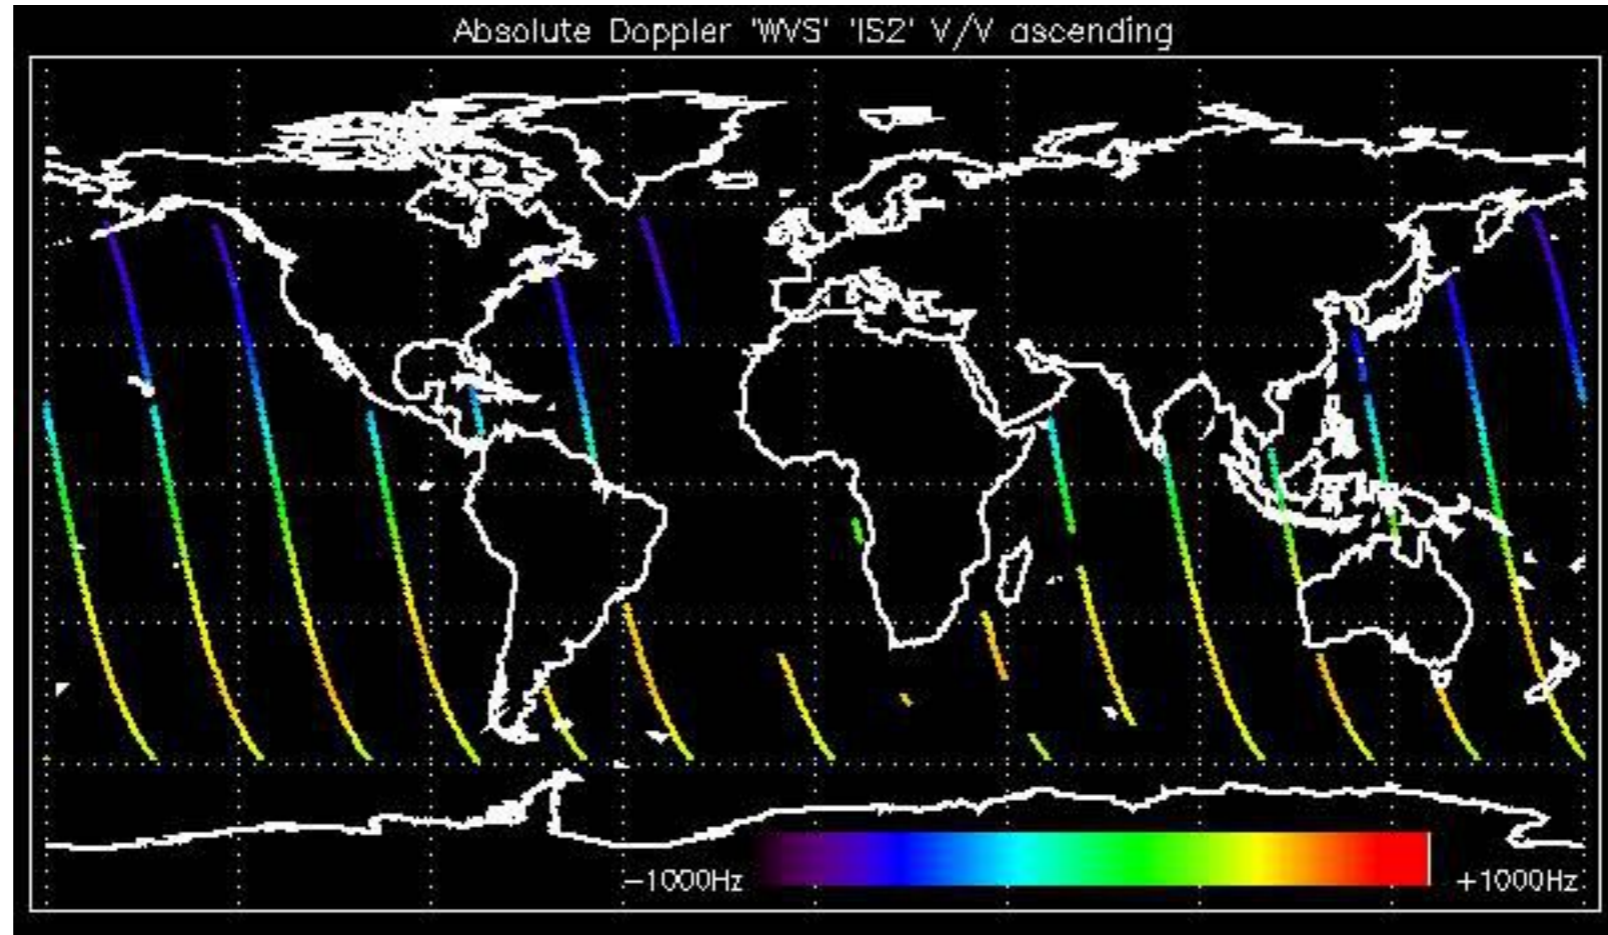 Absolute Doppler 'WVS' 'IS2' V/V ascending
−1000Hz
+1000Hz